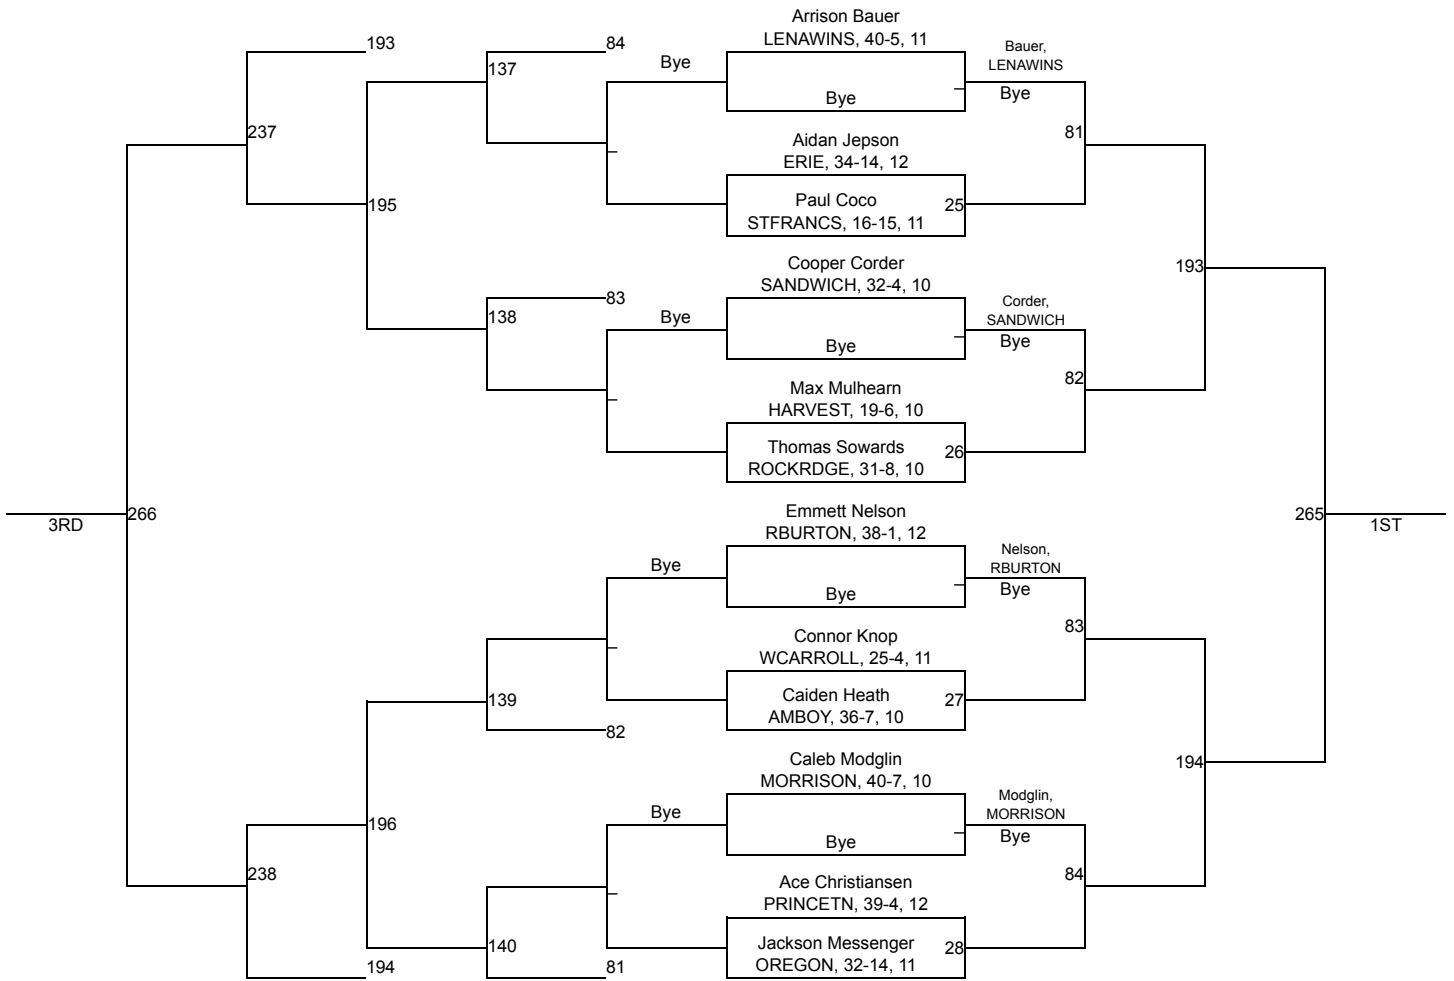 Arrison Bauer
LENAWINS, 40-5, 11
193
84
Bauer,
LENAWINS
137
Bye
Bye
Bye
237
81
Aidan Jepson
ERIE, 34-14, 12
195
Paul Coco
25
STFRANCS, 16-15, 11
Cooper Corder
SANDWICH, 32-4, 10
193
83
Corder,
SANDWICH
138
Bye
Bye
Bye
82
Max Mulhearn
HARVEST, 19-6, 10
Thomas Sowards
26
ROCKRDGE, 31-8, 10
Emmett Nelson
RBURTON, 38-1, 12
3RD
266
265
1ST
Nelson,
RBURTON
Bye
Bye
Bye
83
Connor Knop
WCARROLL, 25-4, 11
139
Caiden Heath
27
AMBOY, 36-7, 10
82
Caleb Modglin
MORRISON, 40-7, 10
194
Modglin,
MORRISON
196
Bye
Bye
Bye
238
84
Ace Christiansen
PRINCETN, 39-4, 12
140
Jackson Messenger
28
OREGON, 32-14, 11
194
81